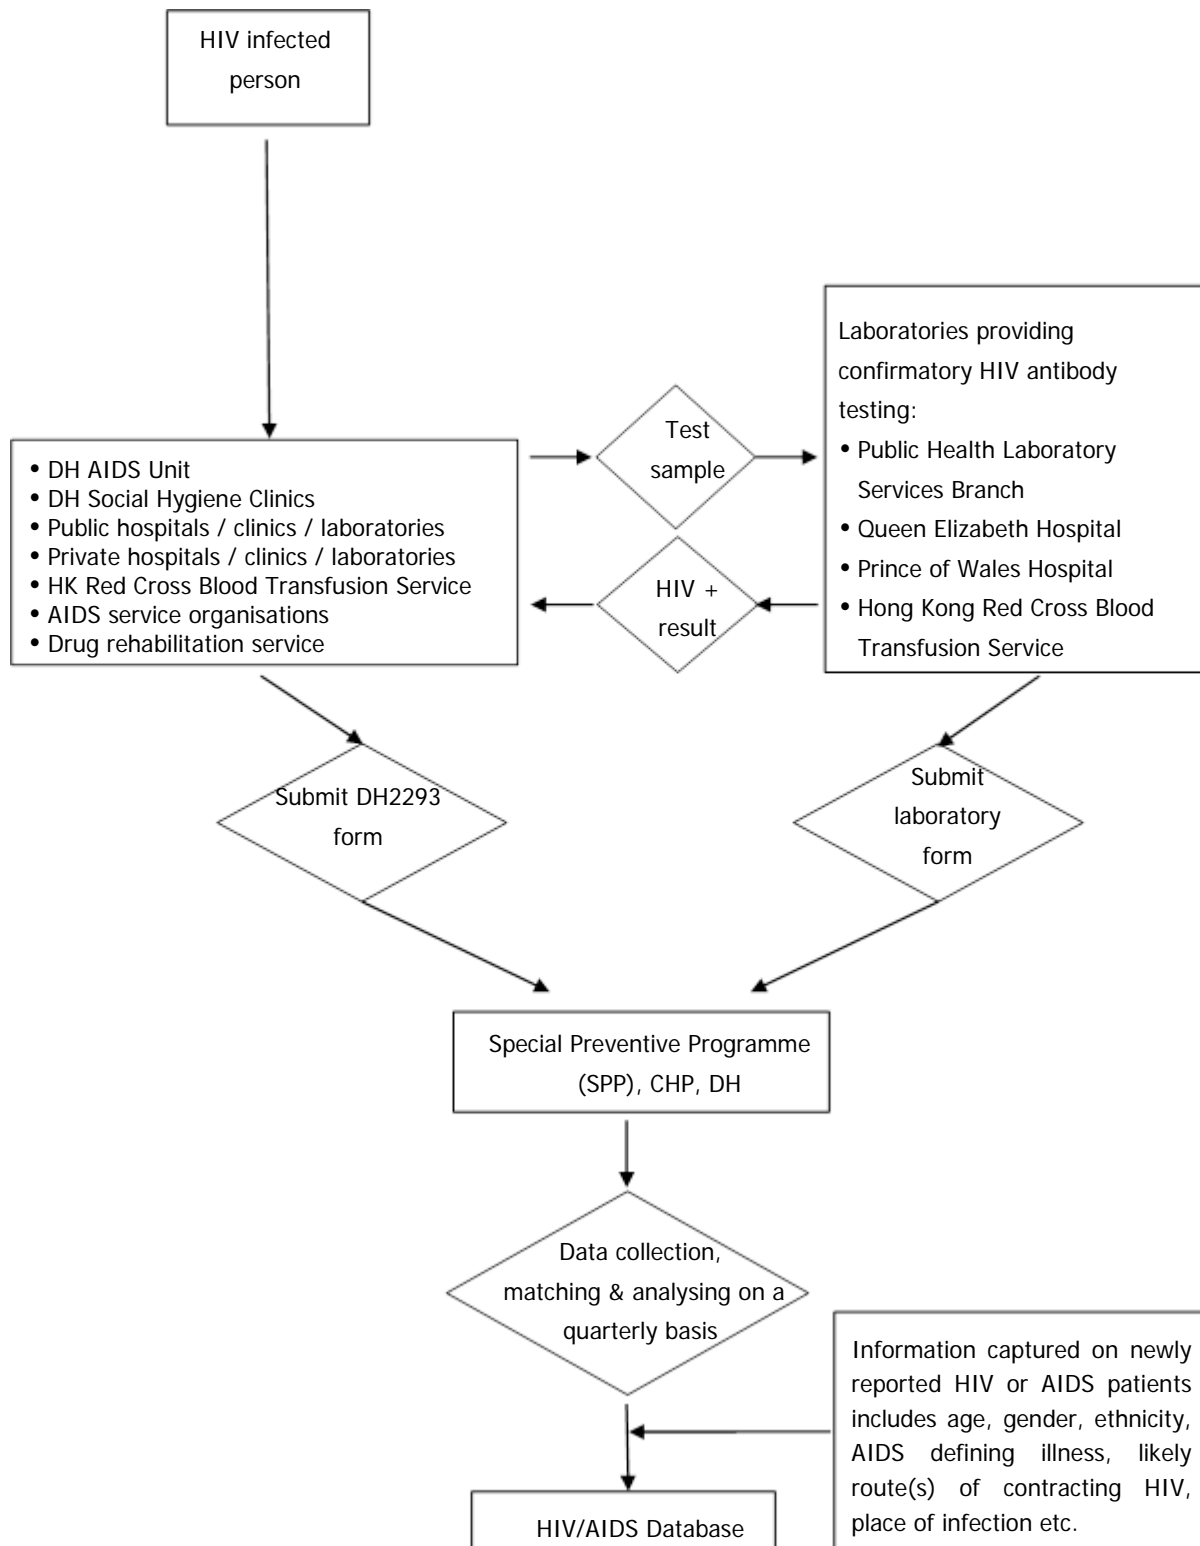 HIV infected
person
Laboratories providing
confirmatory HIV antibody
testing:
• Public Health Laboratory
Services Branch
• Queen Elizabeth Hospital
• Prince of Wales Hospital
• Hong Kong Red Cross Blood
Transfusion Service
Test
sample
HIV +
result
• DH AIDS Unit
• DH Social Hygiene Clinics
• Public hospitals / clinics / laboratories
• Private hospitals / clinics / laboratories
• HK Red Cross Blood Transfusion Service
• AIDS service organisations
• Drug rehabilitation service
Submit DH2293
form
Submit
laboratory
form
Special Preventive Programme
(SPP), CHP, DH
Data collection,
matching & analysing on a
quarterly basis
Information captured on newly
reported HIV or AIDS patients
includes age, gender, ethnicity,
AIDS defining illness, likely
route(s) of contracting HIV,
place of infection etc.
HIV/AIDS Database